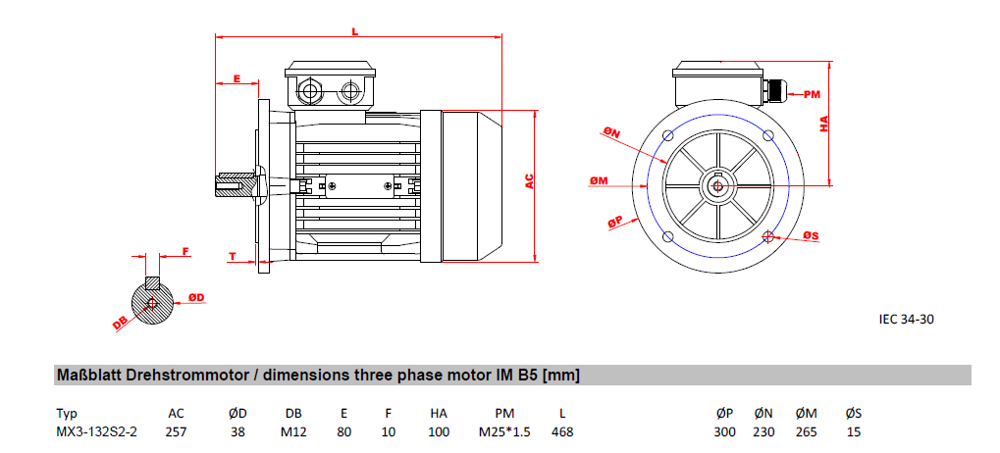 L
E
PM
HA
ØN
ØM
AC
ØP
ØS
T
F
ØD
DB
IEC 34-30
Maßblatt Drehstrommotor / dimensions three phase motor IM B5 [mm]
Typ AC ØD DB E F HA PM L ØP ØN ØM ØS
MX3-132S2-2 257 38 M12 80 10 100 M25*1.5 468 300 230 265 15